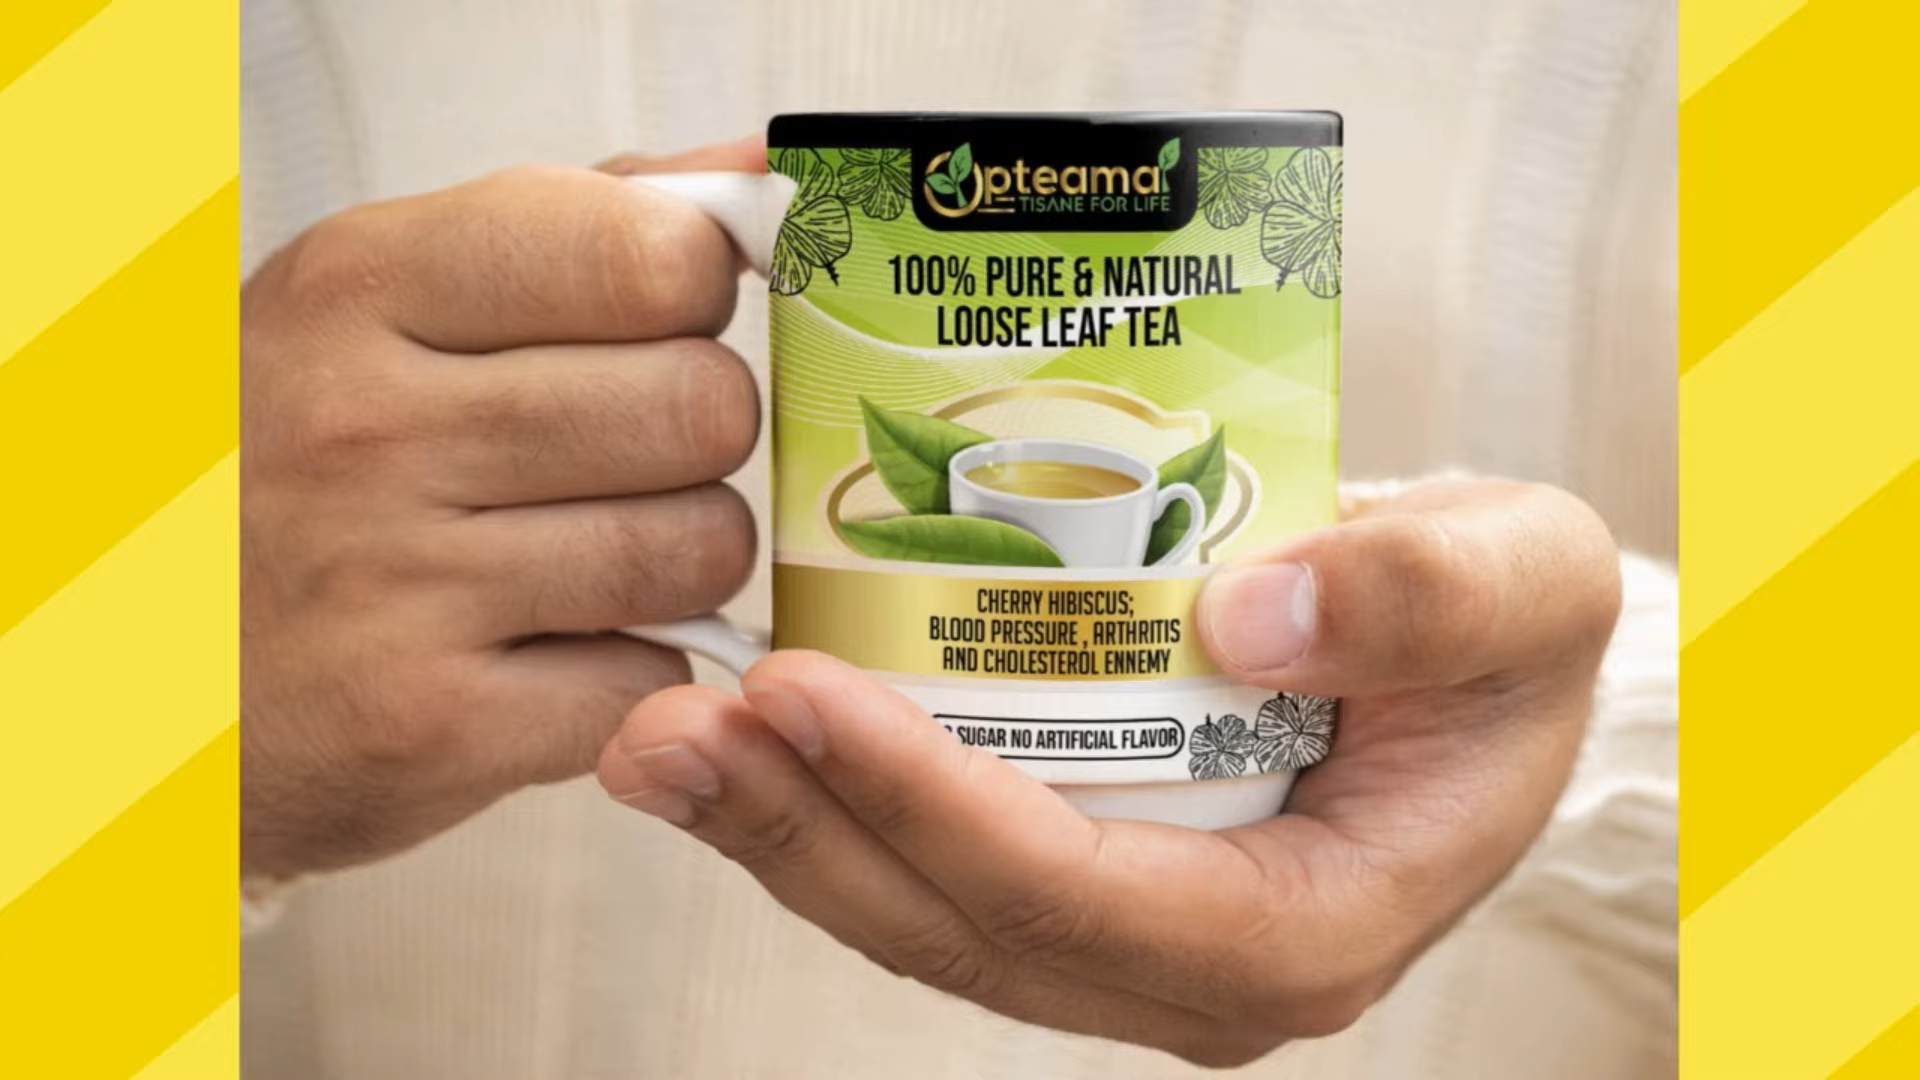 Opteama
TISANE FOR LIFE
100% PURE & NATURAL
LOOSE LEAF TEA
CHERRY HIBISCUS;
BLOOD PRESSURE, ARTHRITIS
AND CHOLESTEROL ENNEMY
SUGAR NO ARTIFICIAL FLAVOR